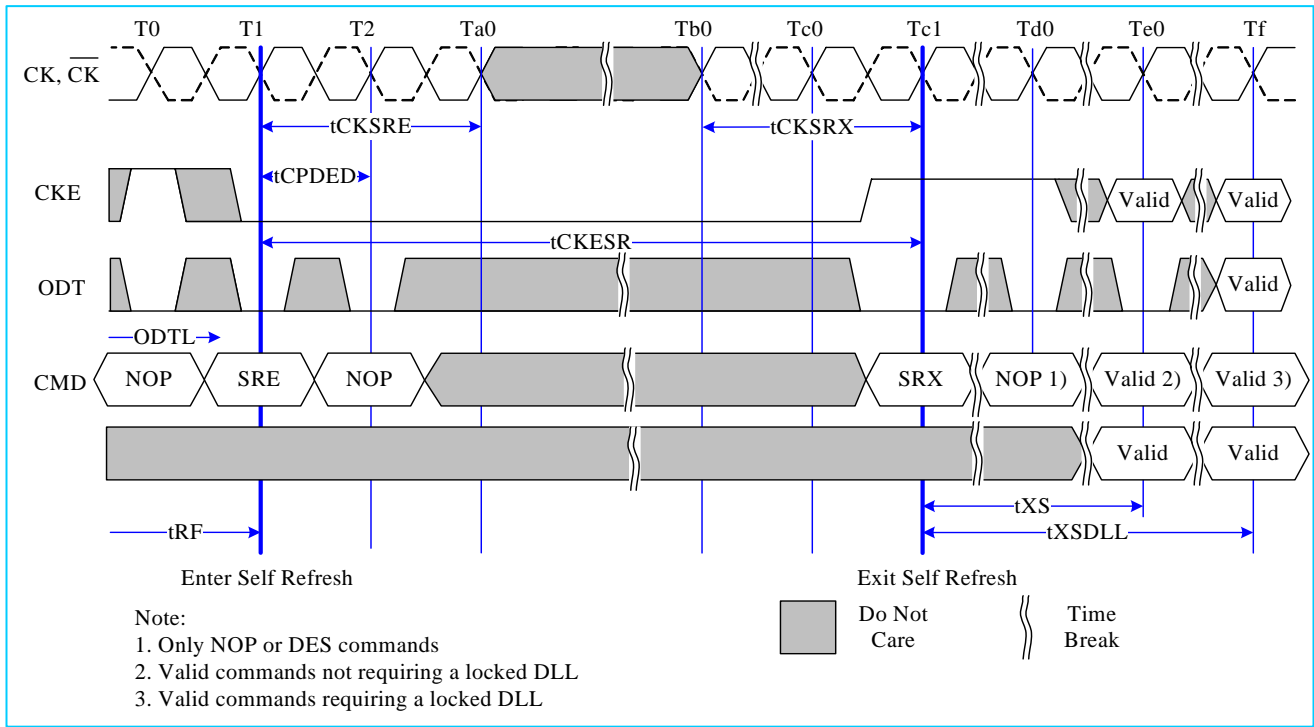 T0 T1 T2 Ta0 Tb0 Tc0 Tc1 Td0 Te0 Tf
CK, C̅K̅
tCKSRE tCKSRX
tCPDED
CKE Valid Valid
tCKESR
ODT Valid
ODTL
CMD NOP SRE NOP SRX NOP 1) Valid 2) Valid 3)
Valid Valid
tXS
tRF tXSDLL
Enter Self Refresh Exit Self Refresh
Do Not Care
Time Break
Note:
1. Only NOP or DES commands
2. Valid commands not requiring a locked DLL
3. Valid commands requiring a locked DLL